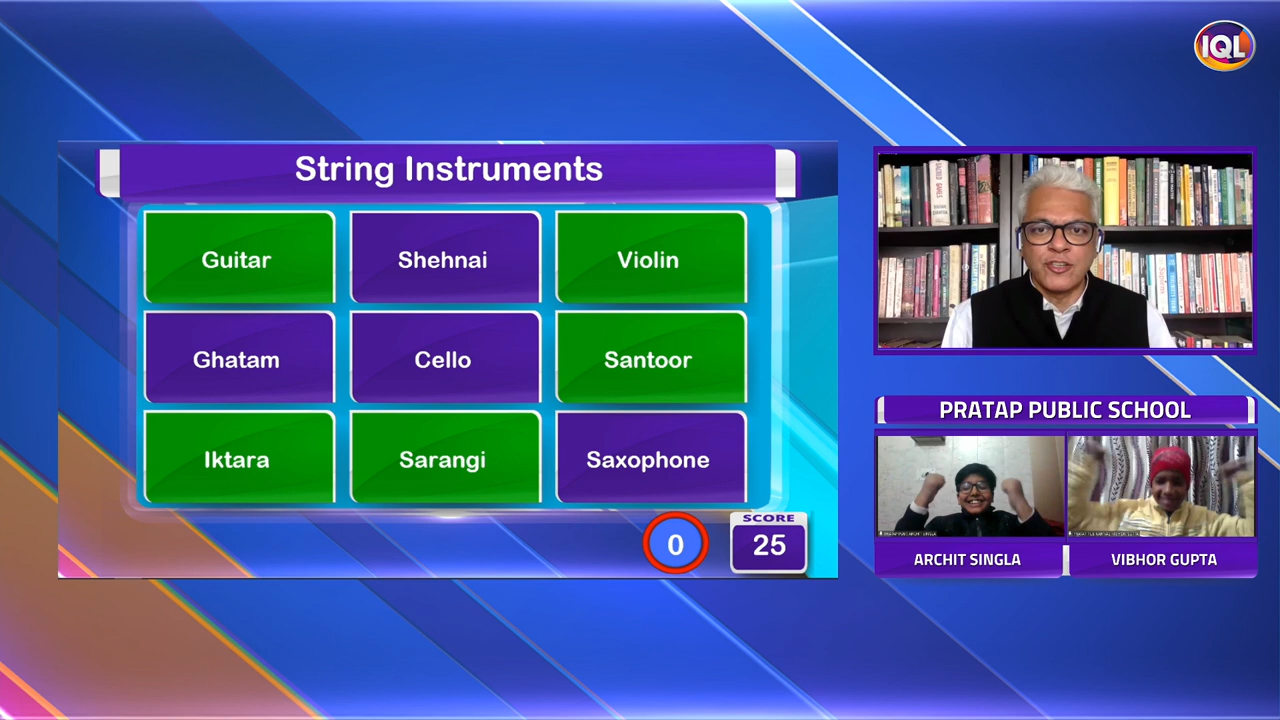 IQL
String Instruments
Guitar
Shehnai
Violin
Ghatam
Cello
Santoor
Iktara
Sarangi
Saxophone
0
SCORE
25
PRATAP PUBLIC SCHOOL
ARCHIT SINGLA
VIBHOR GUPTA